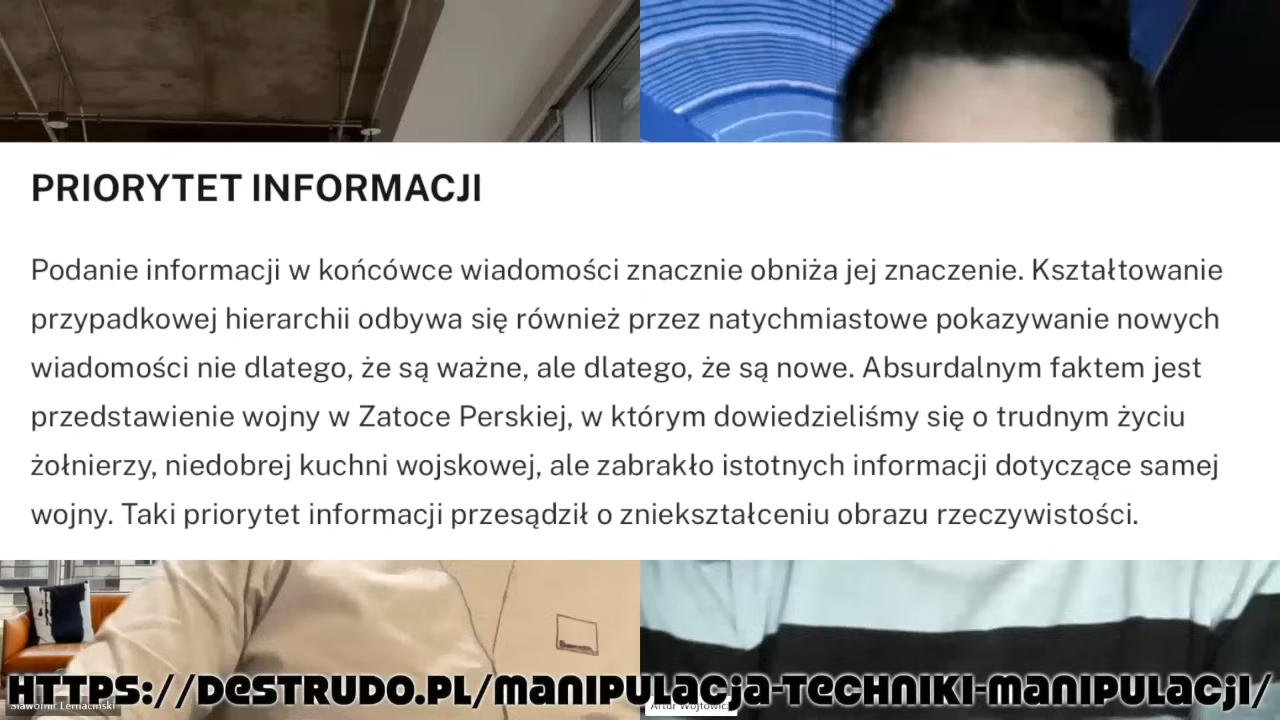 PRIORYTET INFORMACJI
Podanie informacji w końcówce wiadomości znacznie obniża jej znaczenie. Kształtowanie
przypadkowej hierarchii odbywa się również przez natychmiastowe pokazywanie nowych
wiadomości nie dlatego, że są ważne, ale dlatego, że są nowe. Absurdalnym faktem jest
przedstawienie wojny w Zatoce Perskiej, w którym dowiedzieliśmy się o trudnym życiu
żołnierzy, niedobrej kuchni wojskowej, ale zabrakło istotnych informacji dotyczące samej
wojny. Taki priorytet informacji przesądził o zniekształceniu obrazu rzeczywistości.
HTTPS://DESTRUDO.PL/MANIPULACJA-TECHNIKI-MANIPULACJI/